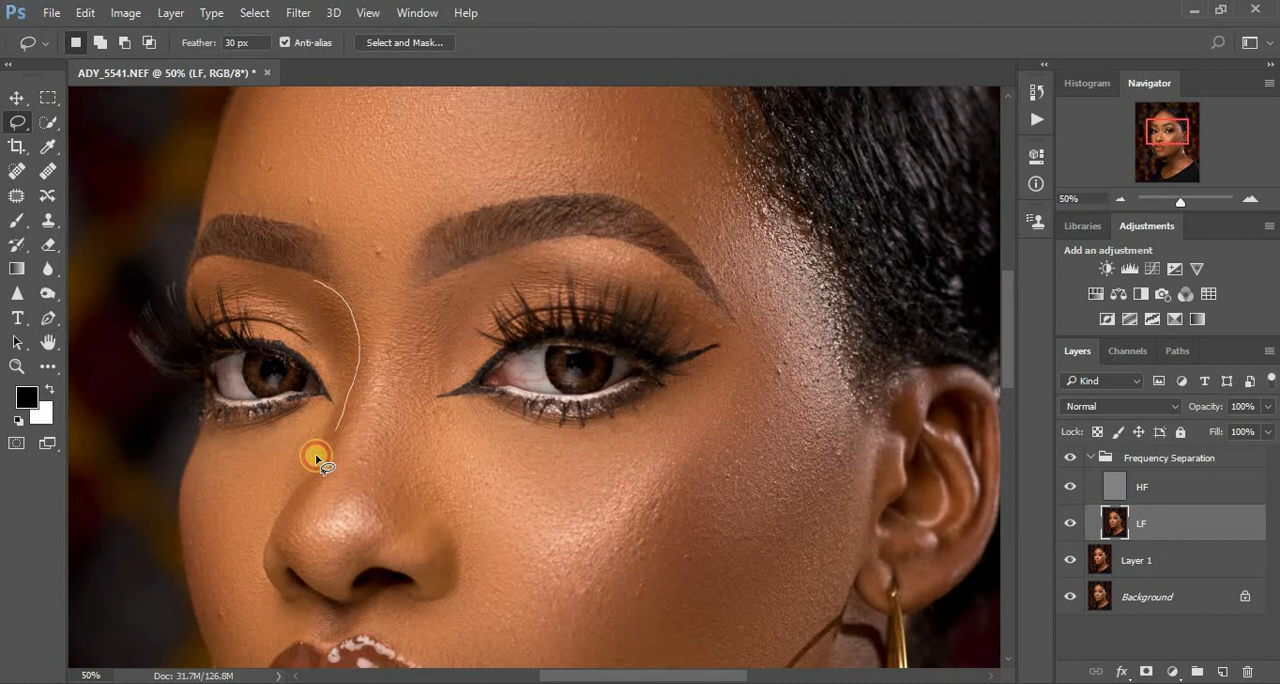 Ps File Edit Image Layer Type Select Filter 3D View Window Help
Feather: 30 px Anti-alias Select and Mask...
ADY_5541.NEF @ 50% (LF, RGB/8*) * ×
Histogram Navigator
50%
Libraries Adjustments
Add an adjustment
Layers Channels Paths
Kind
Normal Opacity: 100%
Lock: Fill: 100%
Frequency Separation
HF
LF
Layer 1
Background
50% Doc: 31.7M/126.8M